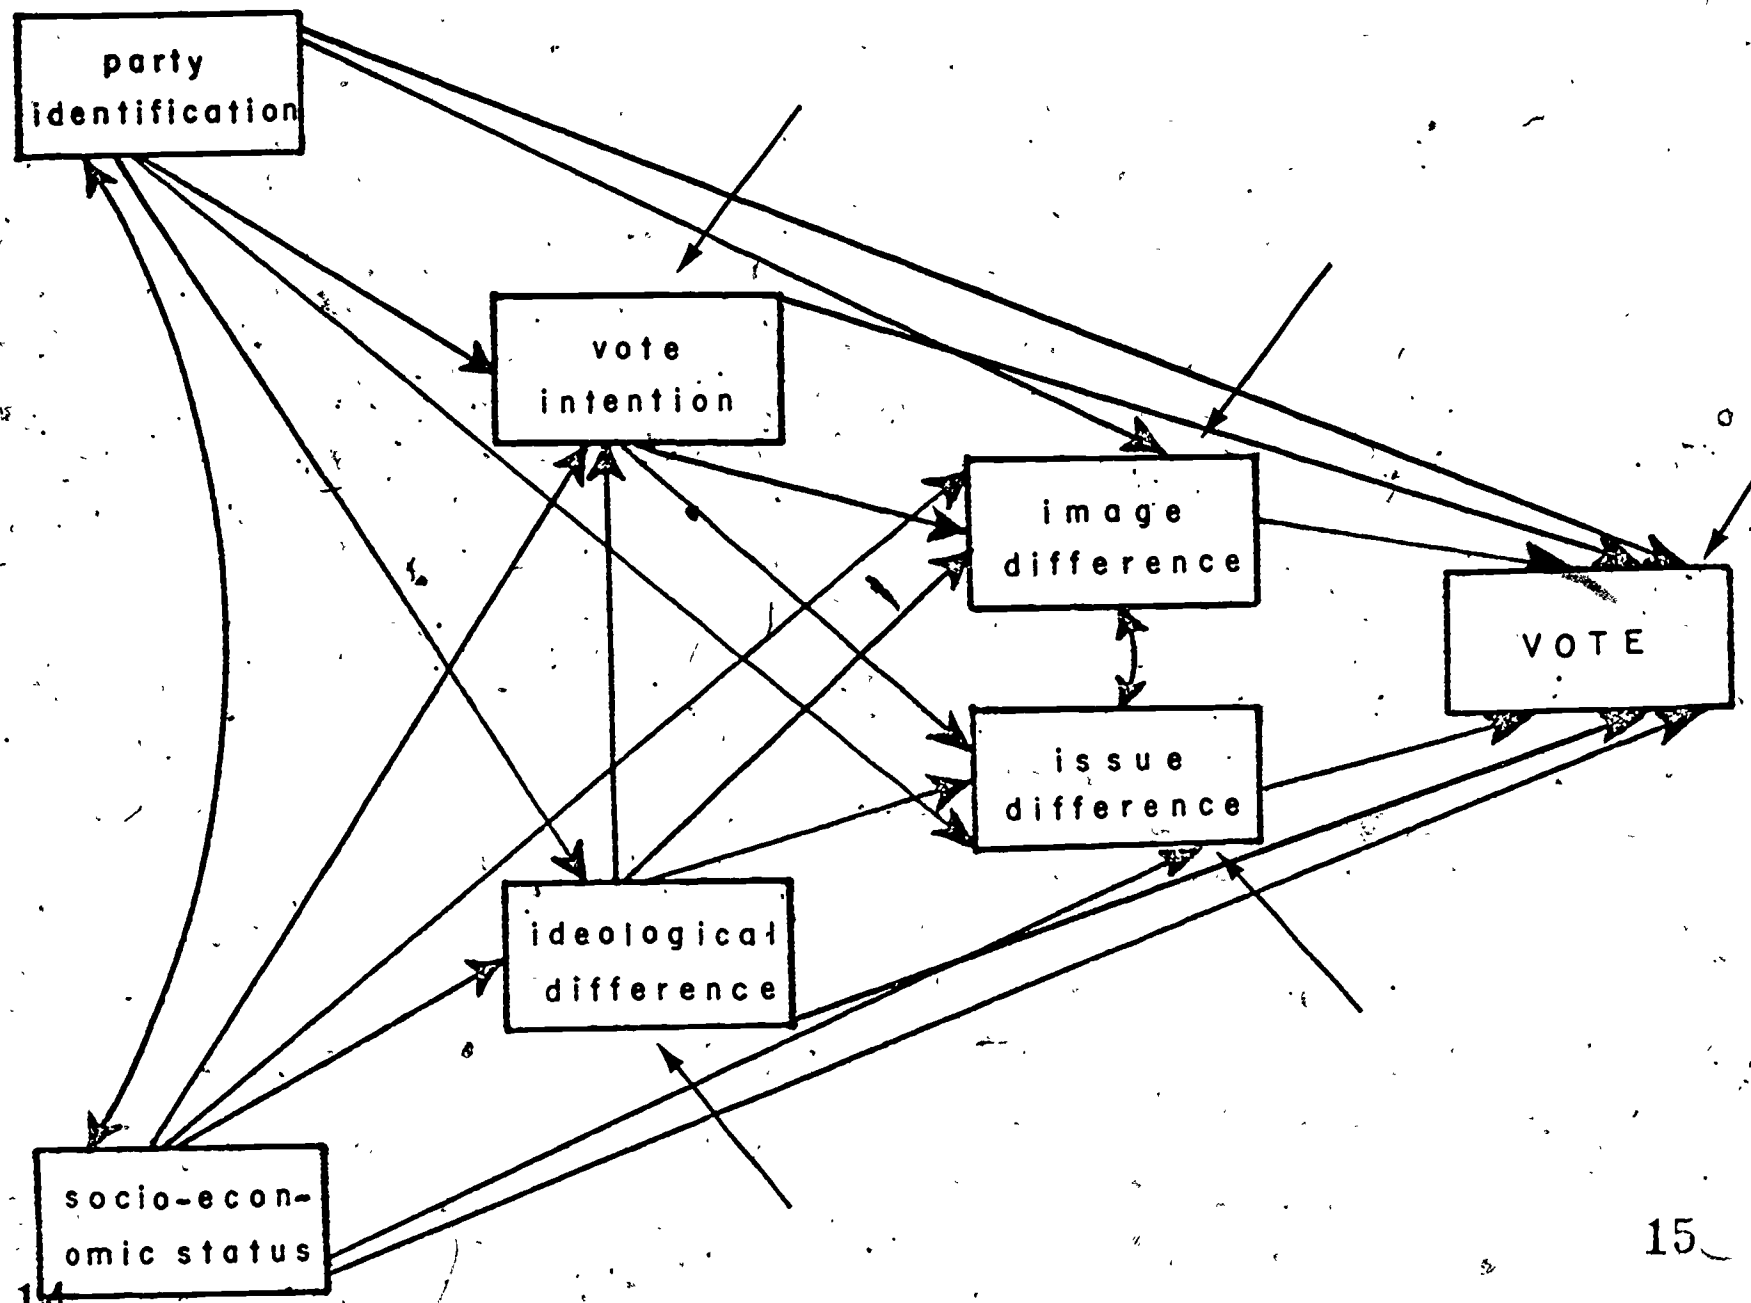 party
identification
vote
intention
image
difference
VOTE
issue
difference
ideological
difference
socio-econ-
omic status
15